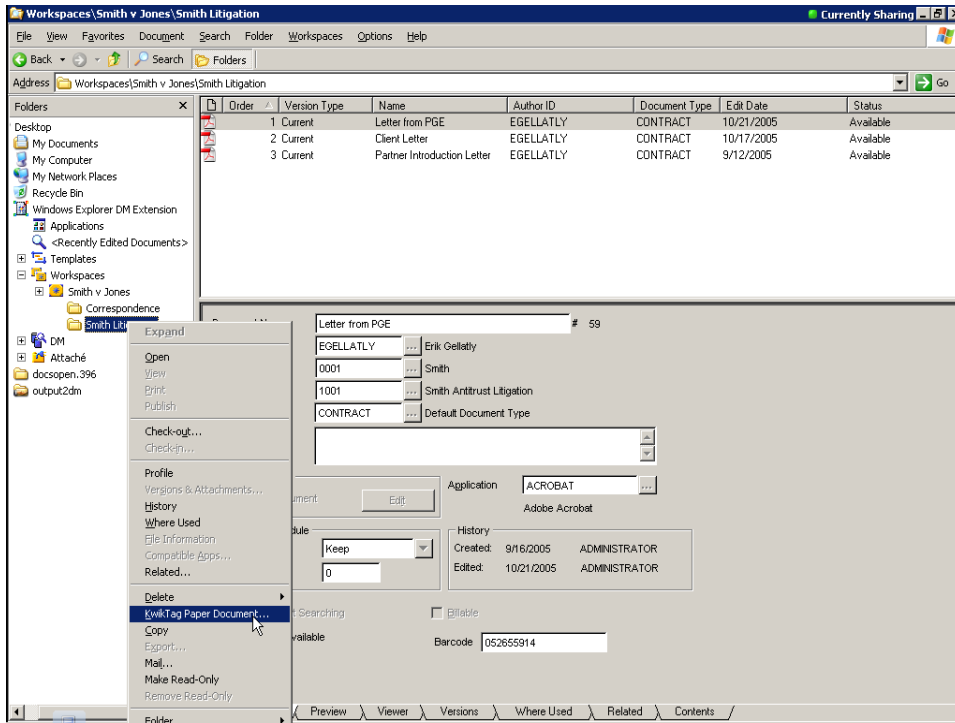 Workspaces\Smith v Jones\Smith Litigation
Currently Sharing
File View Favorites Document Search Folder Workspaces Options Help
Back Search Folders
Address Workspaces\Smith v Jones\Smith Litigation Go
Folders
Order Version Type Name Author ID Document Type Edit Date Status
1 Current Letter from PGE EGELLATLY CONTRACT 10/21/2005 Available
2 Current Client Letter EGELLATLY CONTRACT 10/17/2005 Available
3 Current Partner Introduction Letter EGELLATLY CONTRACT 9/12/2005 Available
Desktop
My Documents
My Computer
My Network Places
Recycle Bin
Windows Explorer DM Extension
Applications
<Recently Edited Documents>
Templates
Workspaces
Smith v Jones
Correspondence
Smith Liti
DM
Attaché
docsopen.396
output2dm
Expand
Open
View
Print
Publish
Check-out...
Check-in...
Profile
Versions & Attachments...
History
Where Used
File Information
Compatible Apps...
Related...
Delete
KwikTag Paper Document...
Copy
Export...
Mail...
Make Read-Only
Remove Read-Only
Folder
Letter from PGE # 59
EGELLATLY ... Erik Gellatly
0001 ... Smith
1001 ... Smith Antitrust Litigation
CONTRACT ... Default Document Type
ument Edit
Application ACROBAT ...
Adobe Acrobat
dule
Keep
0
History
Created: 9/16/2005 ADMINISTRATOR
Edited: 10/21/2005 ADMINISTRATOR
t Searching Billable
vailable Barcode 052655914
Preview Viewer Versions Where Used Related Contents